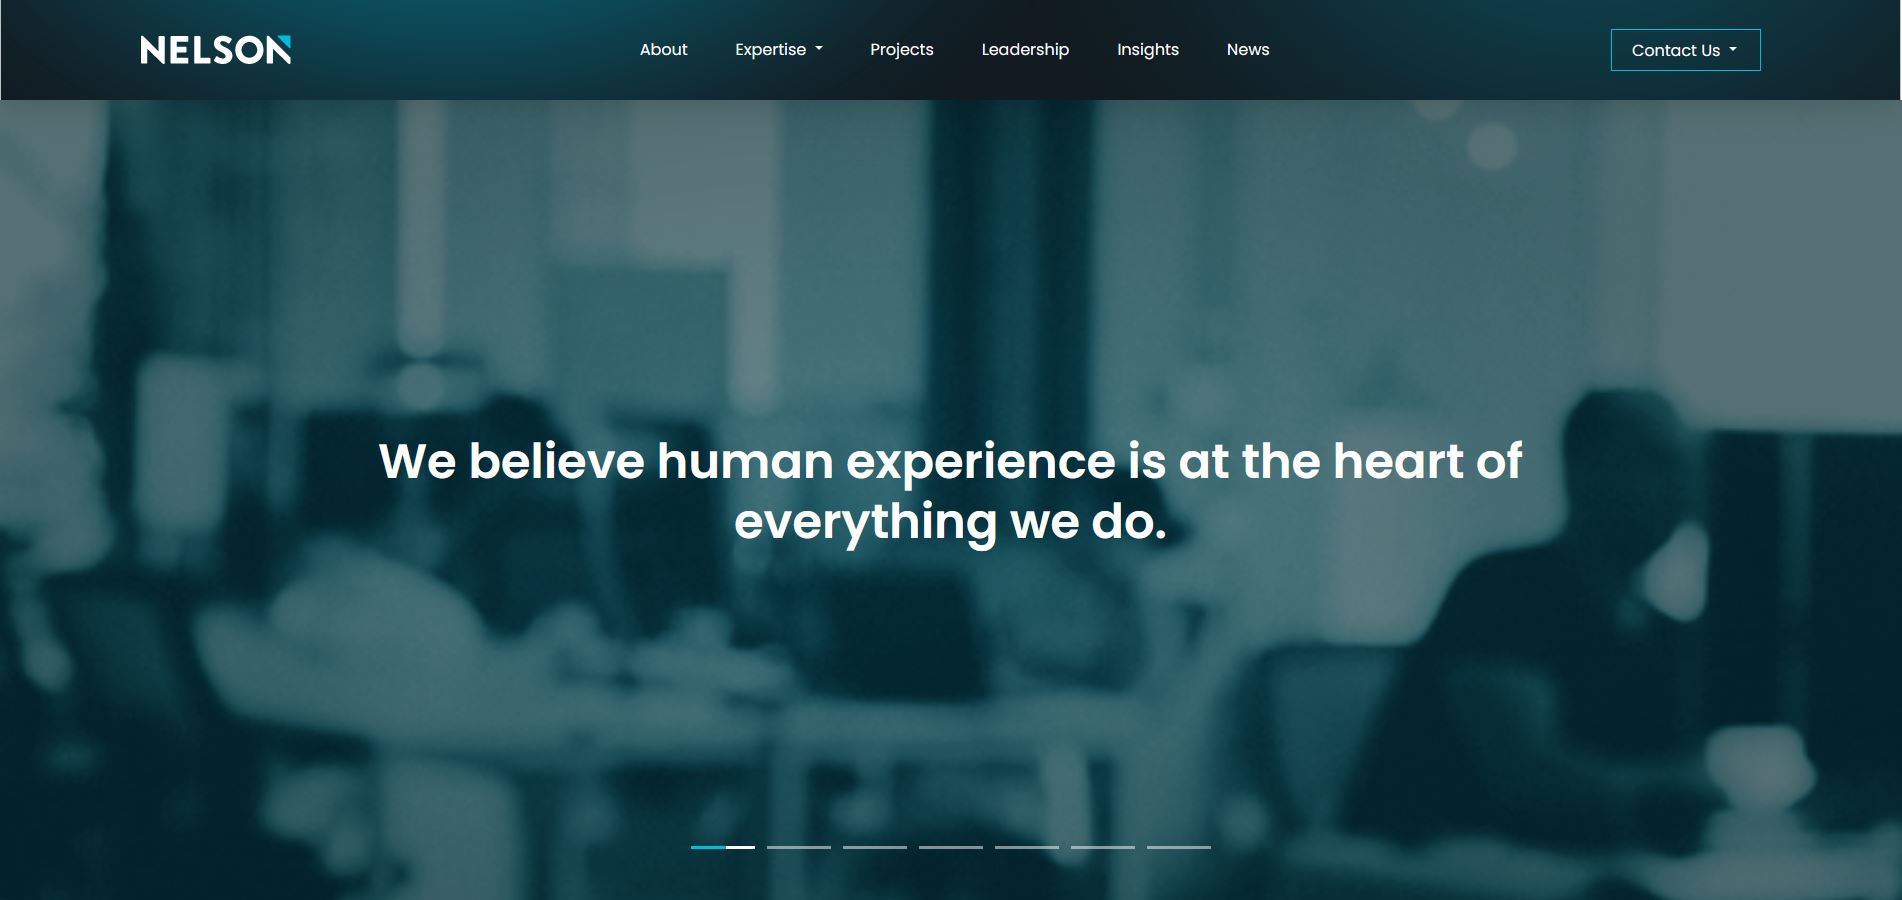 NELSON
About
Expertise
Projects
Leadership
Insights
News
Contact Us
We believe human experience is at the heart of
everything we do.